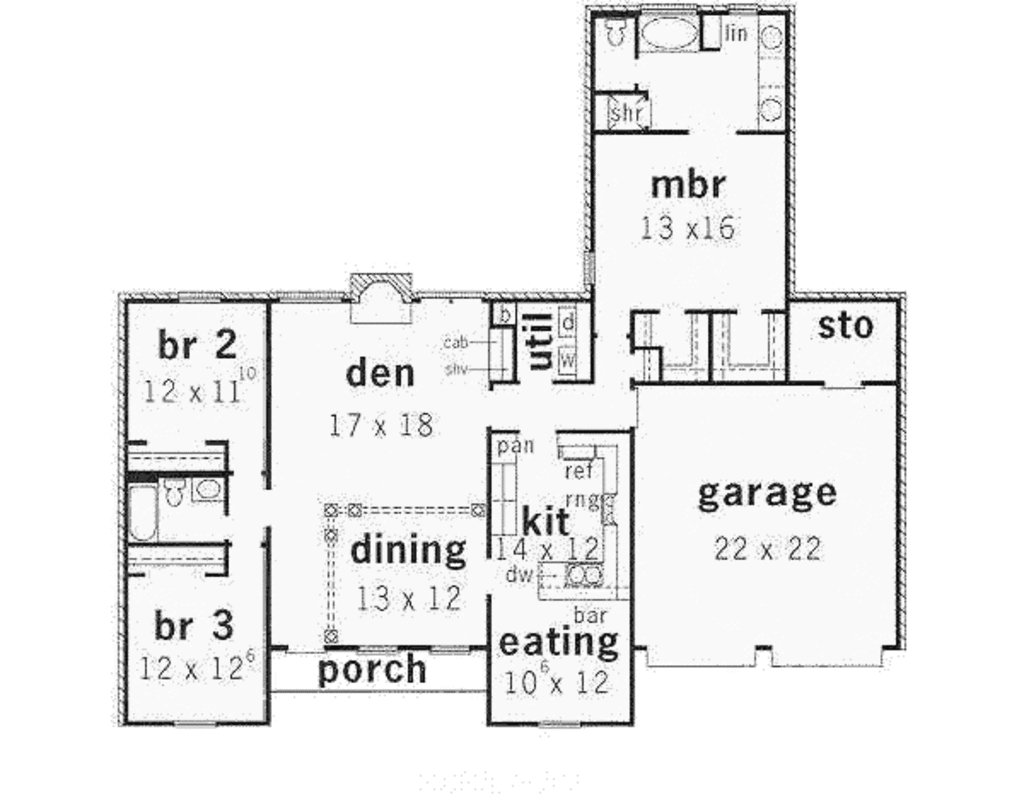 lin
shr
mbr
13 x16
br 2
12 x 11 10
den
17 x 18
cab
shv
b
util
d
w
sto
pan
ref
rng
kit
14 x 12
dw
bar
garage
22 x 22
dining
13 x 12
br 3
12 x 12 6
porch
eating
10 6 x 12